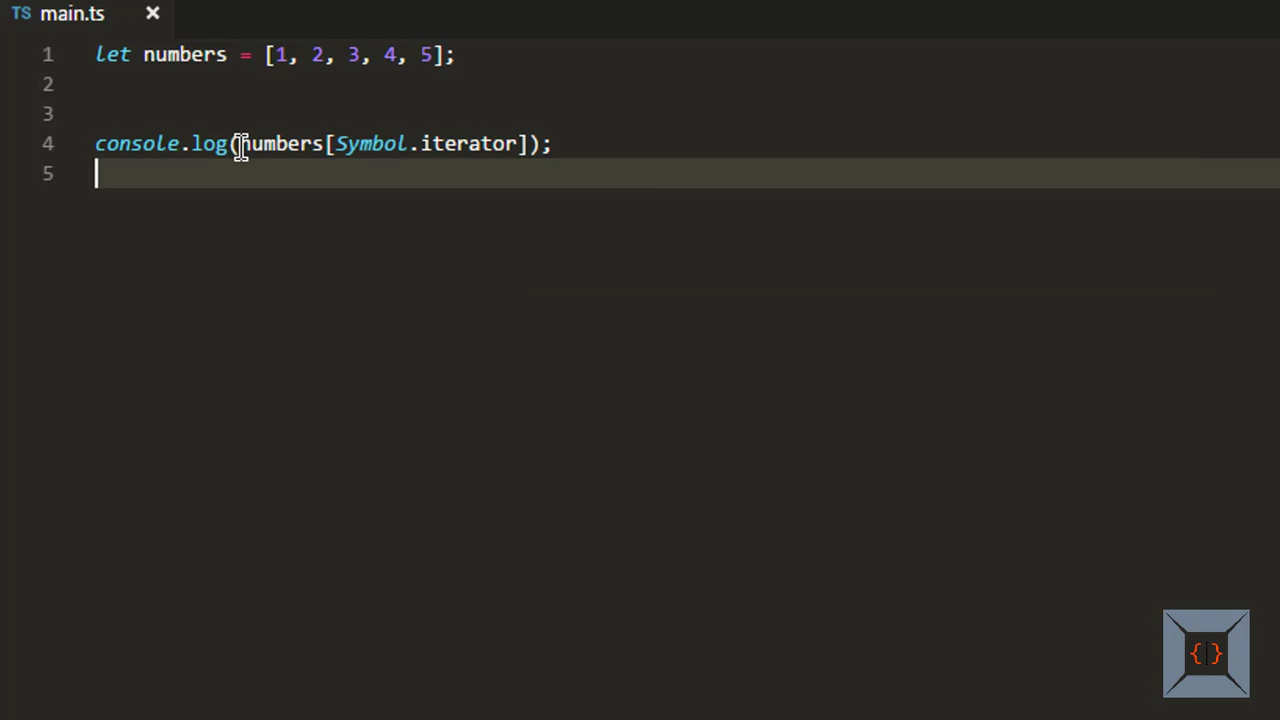 TS main.ts ×
1 let numbers = [1, 2, 3, 4, 5];
2
3
4 console.log(numbers[Symbol.iterator]);
5
{|}